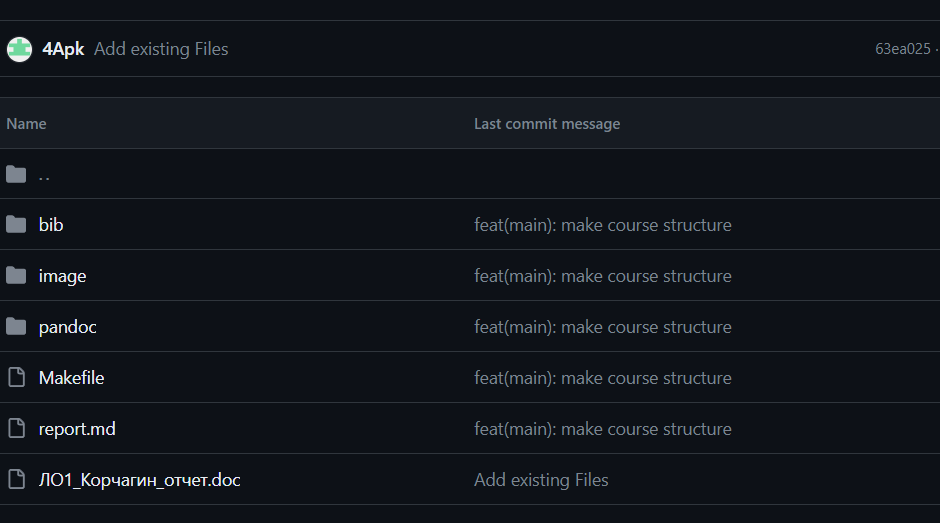 4Apk Add existing Files 63ea025 ·
Name Last commit message
..
bib feat(main): make course structure
image feat(main): make course structure
pandoc feat(main): make course structure
Makefile feat(main): make course structure
report.md feat(main): make course structure
ЛО1_Корчагин_отчет.doc Add existing Files